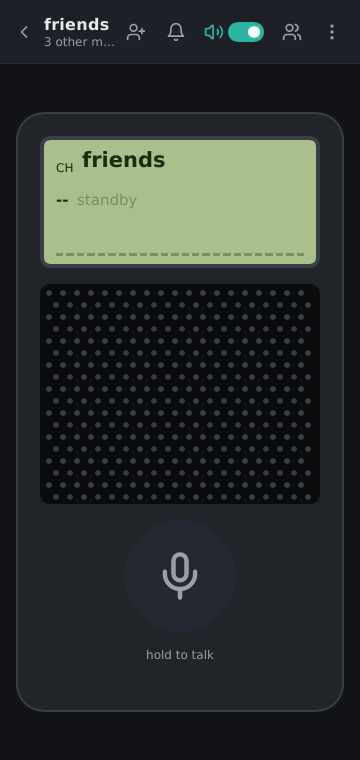 friends
3 other m…
CH friends
-- standby
hold to talk